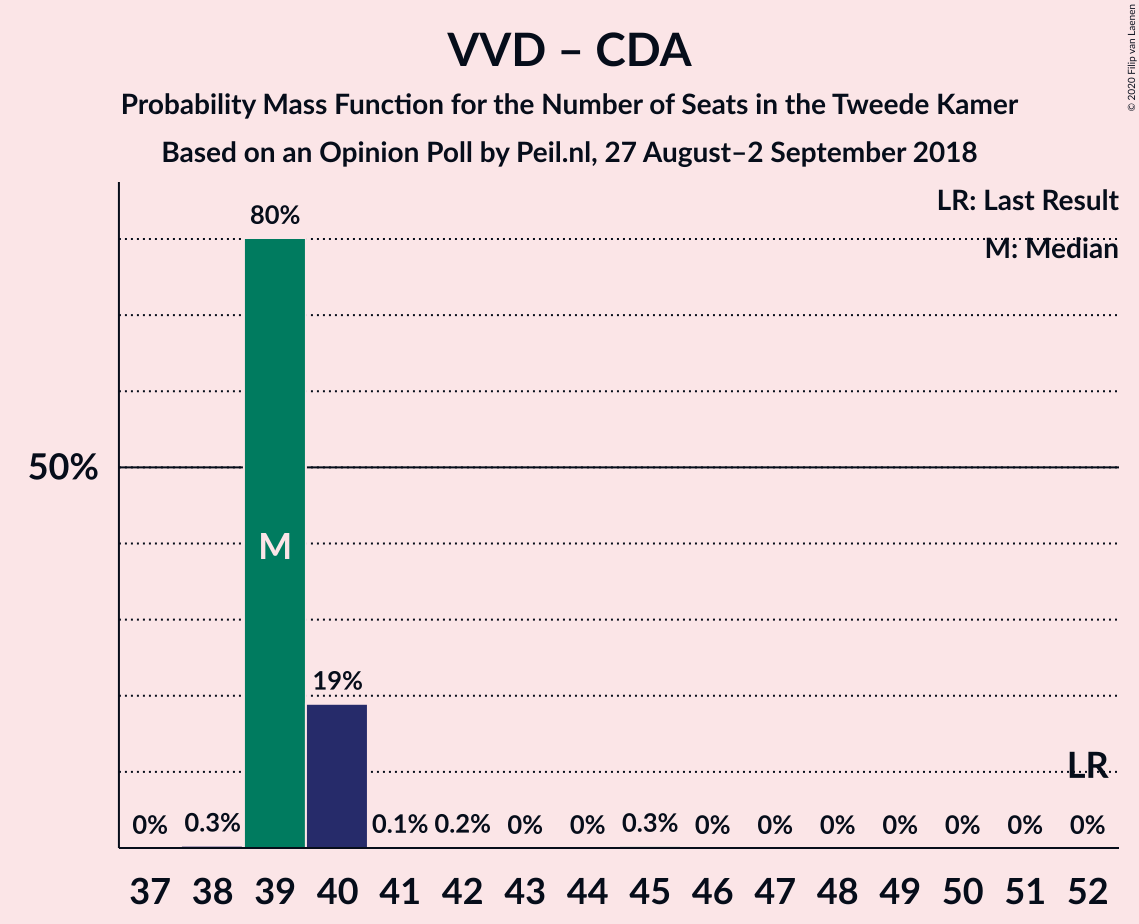 VVD – CDA
Probability Mass Function for the Number of Seats in the Tweede Kamer
Based on an Opinion Poll by Peil.nl, 27 August–2 September 2018
© 2020 Filip van Laenen
LR: Last Result
M: Median
80%
50%
M
19%
LR
0% 0.3% 0.1% 0.2% 0% 0% 0.3% 0% 0% 0% 0% 0% 0% 0%
37 38 39 40 41 42 43 44 45 46 47 48 49 50 51 52